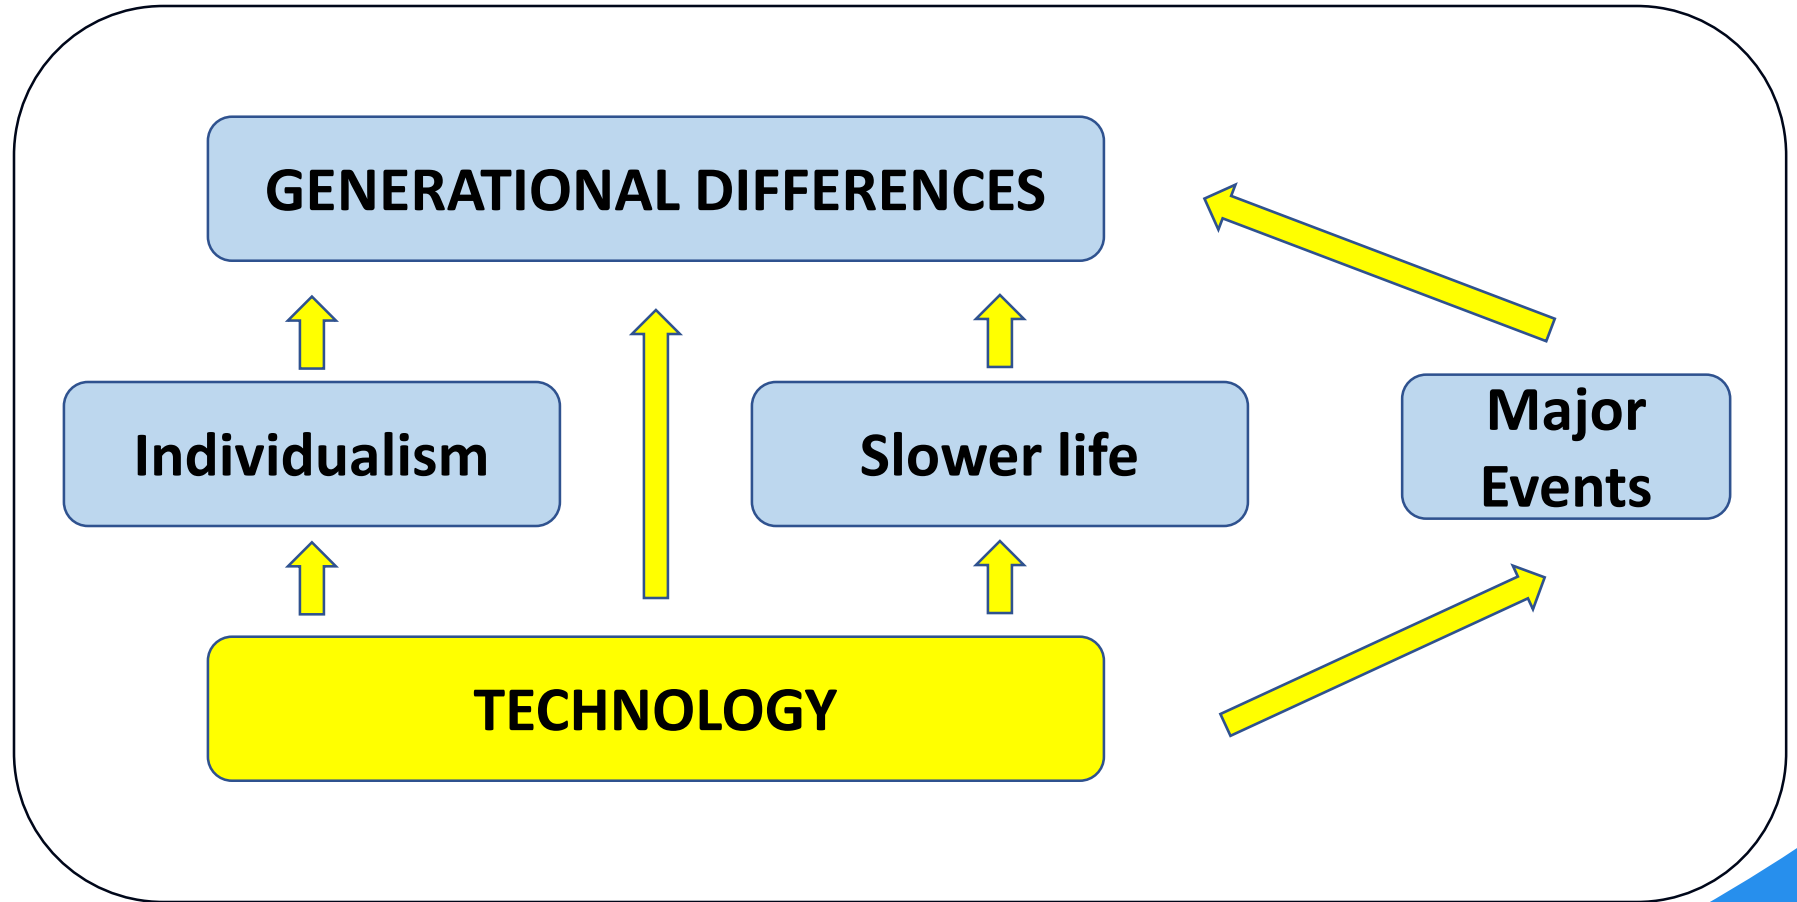 GENERATIONAL DIFFERENCES
Individualism
Slower life
Major
Events
TECHNOLOGY